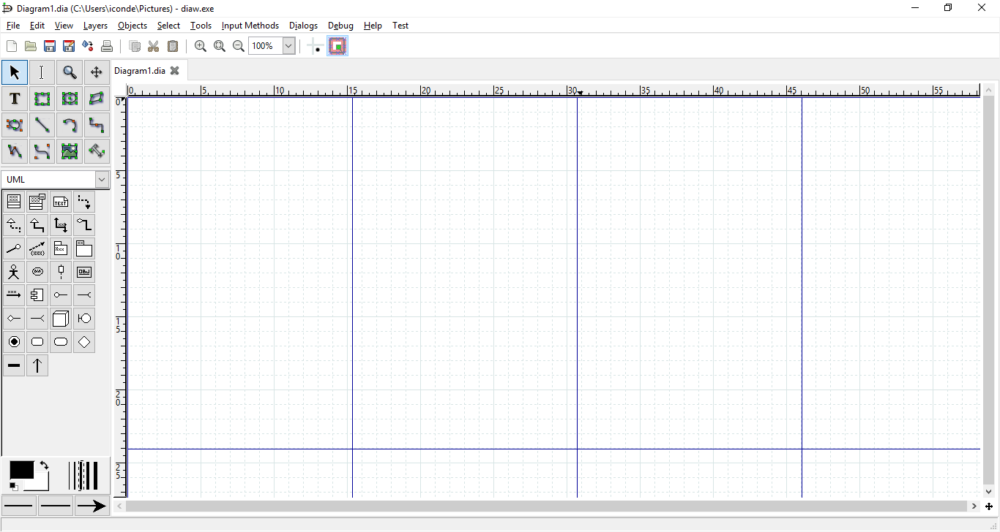 Diagram1.dia (C:\Users\iconde\Pictures) - diaw.exe
File Edit View Layers Objects Select Tools Input Methods Dialogs Debug Help Test
100%
Diagram1.dia
0 5 10 15 20 25 30 35 40 45 50 55
T
UML
TEXT
OBJ
0
5
10
15
20
25